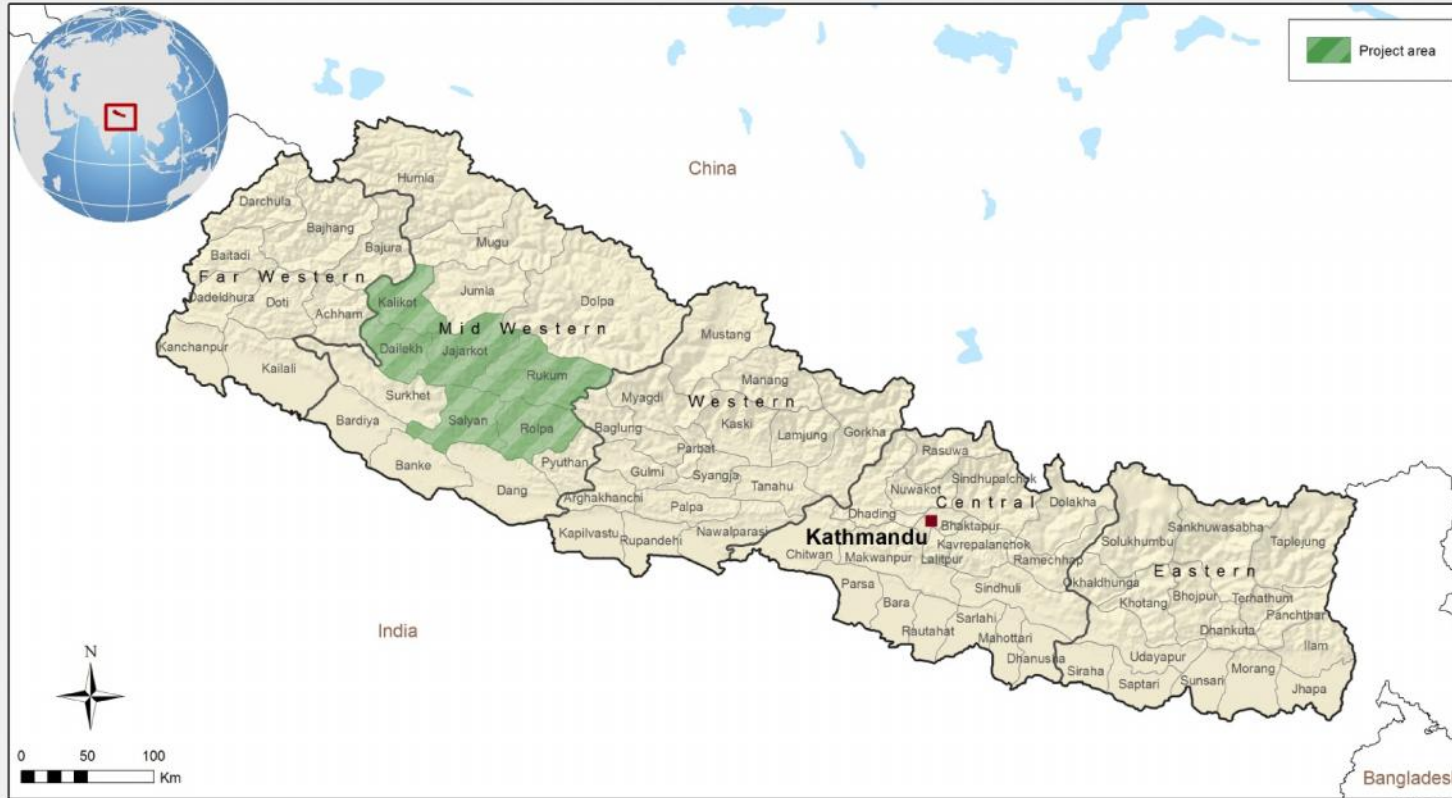 Project area
China
Humla
Darchula
Bajhang
Mugu
Bajura
Baitadi
Far Western
Jumla
Dolpa
Dadeldhura
Doti
Kalikot
Achham
Mid Western
Mustang
Kanchanpur
Dailekh
Jajarkot
Kailali
Rukum
Manang
Surkhet
Myagdi
Western
Bardiya
Salyan
Rolpa
Baglung
Kaski
Lamjung
Gorkha
Parbat
Rasuwa
Banke
Pyuthan
Gulmi
Syangja
Sindhupalchok
Dang
Tanahu
Nuwakot
Arghakhanchi
Central
Dolakha
Palpa
Dhading
Bhaktapur
Sankhuwasabha
Kapilvastu
Rupandehi
Nawalparasi
Kathmandu
Kavrepalanchok
Solukhumbu
Taplejung
Chitwan
Makwanpur
Lalitpur
Ramechhap
Eastern
Parsa
Sindhuli
Okhaldhunga
Khotang
Bhojpur
Terhathum
Bara
Sarlahi
Panchthar
India
Rautahat
Mahottari
Dhankuta
Ilam
Dhanusha
Siraha
Udayapur
Morang
Saptari
Sunsari
Jhapa
N
0 50 100
Km
Bangladesh